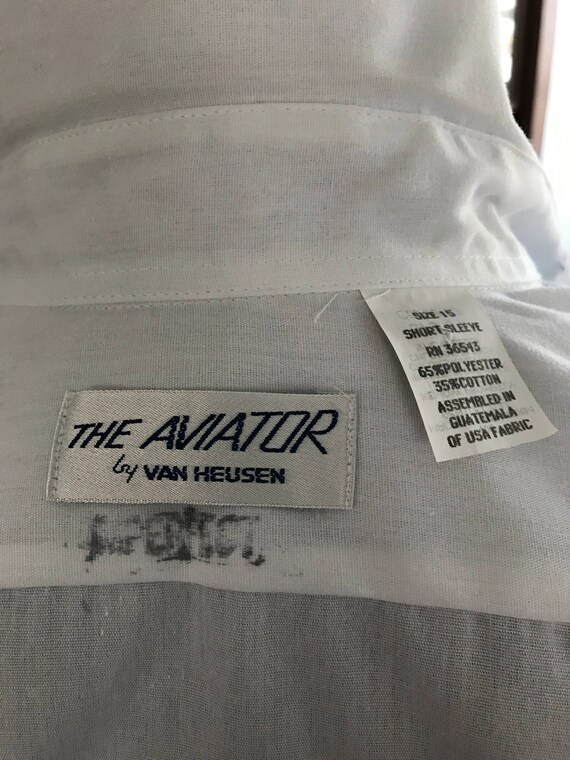 SIZE 15
SHORT SLEEVE
RN 36543
65%POLYESTER
35%COTTON
ASSEMBLED IN
GUATEMALA
OF USA FABRIC
THE AVIATOR
by VAN HEUSEN